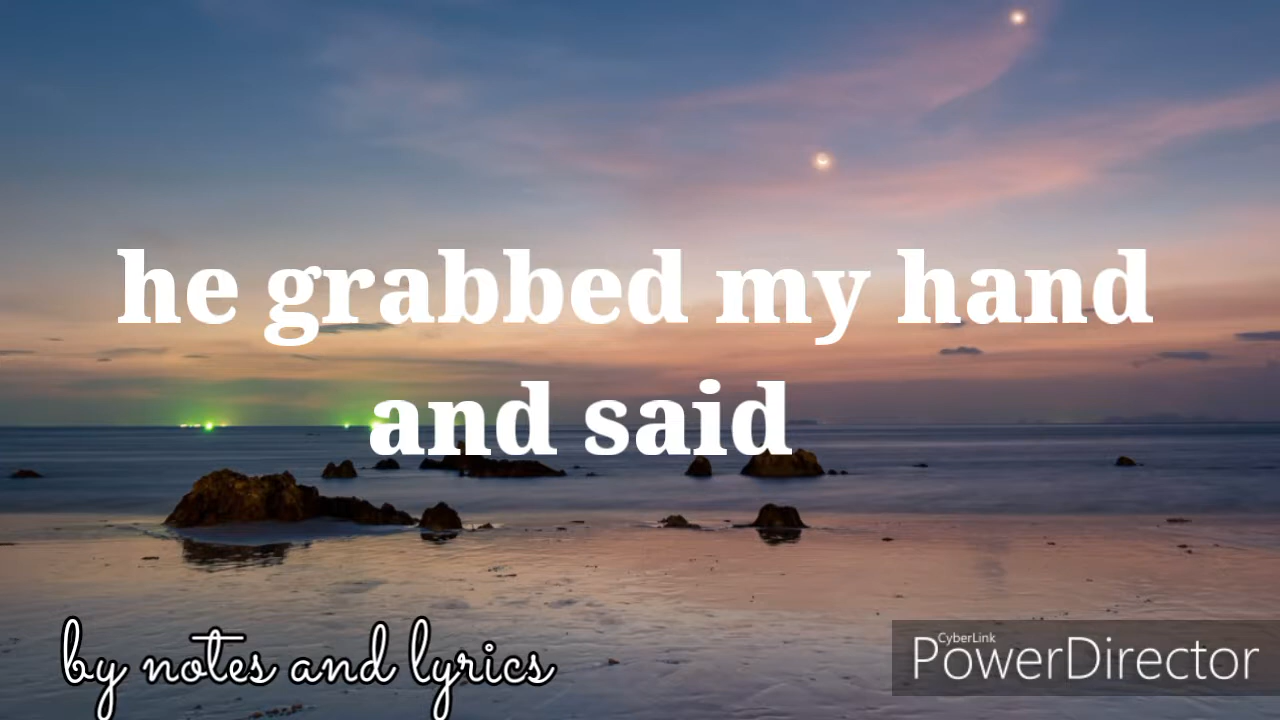 he grabbed my hand
and said
by notes and lyrics
CyberLink
PowerDirector